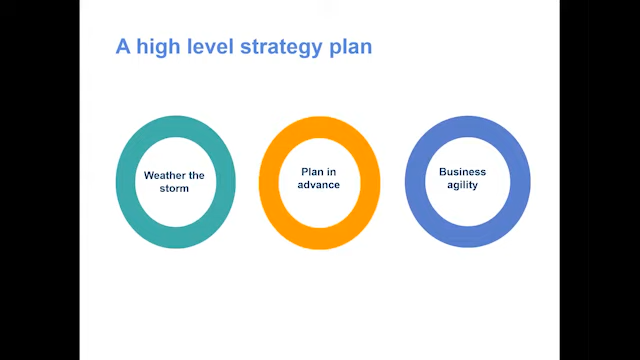 A high level strategy plan
Weather the
storm
Plan in
advance
Business
agility